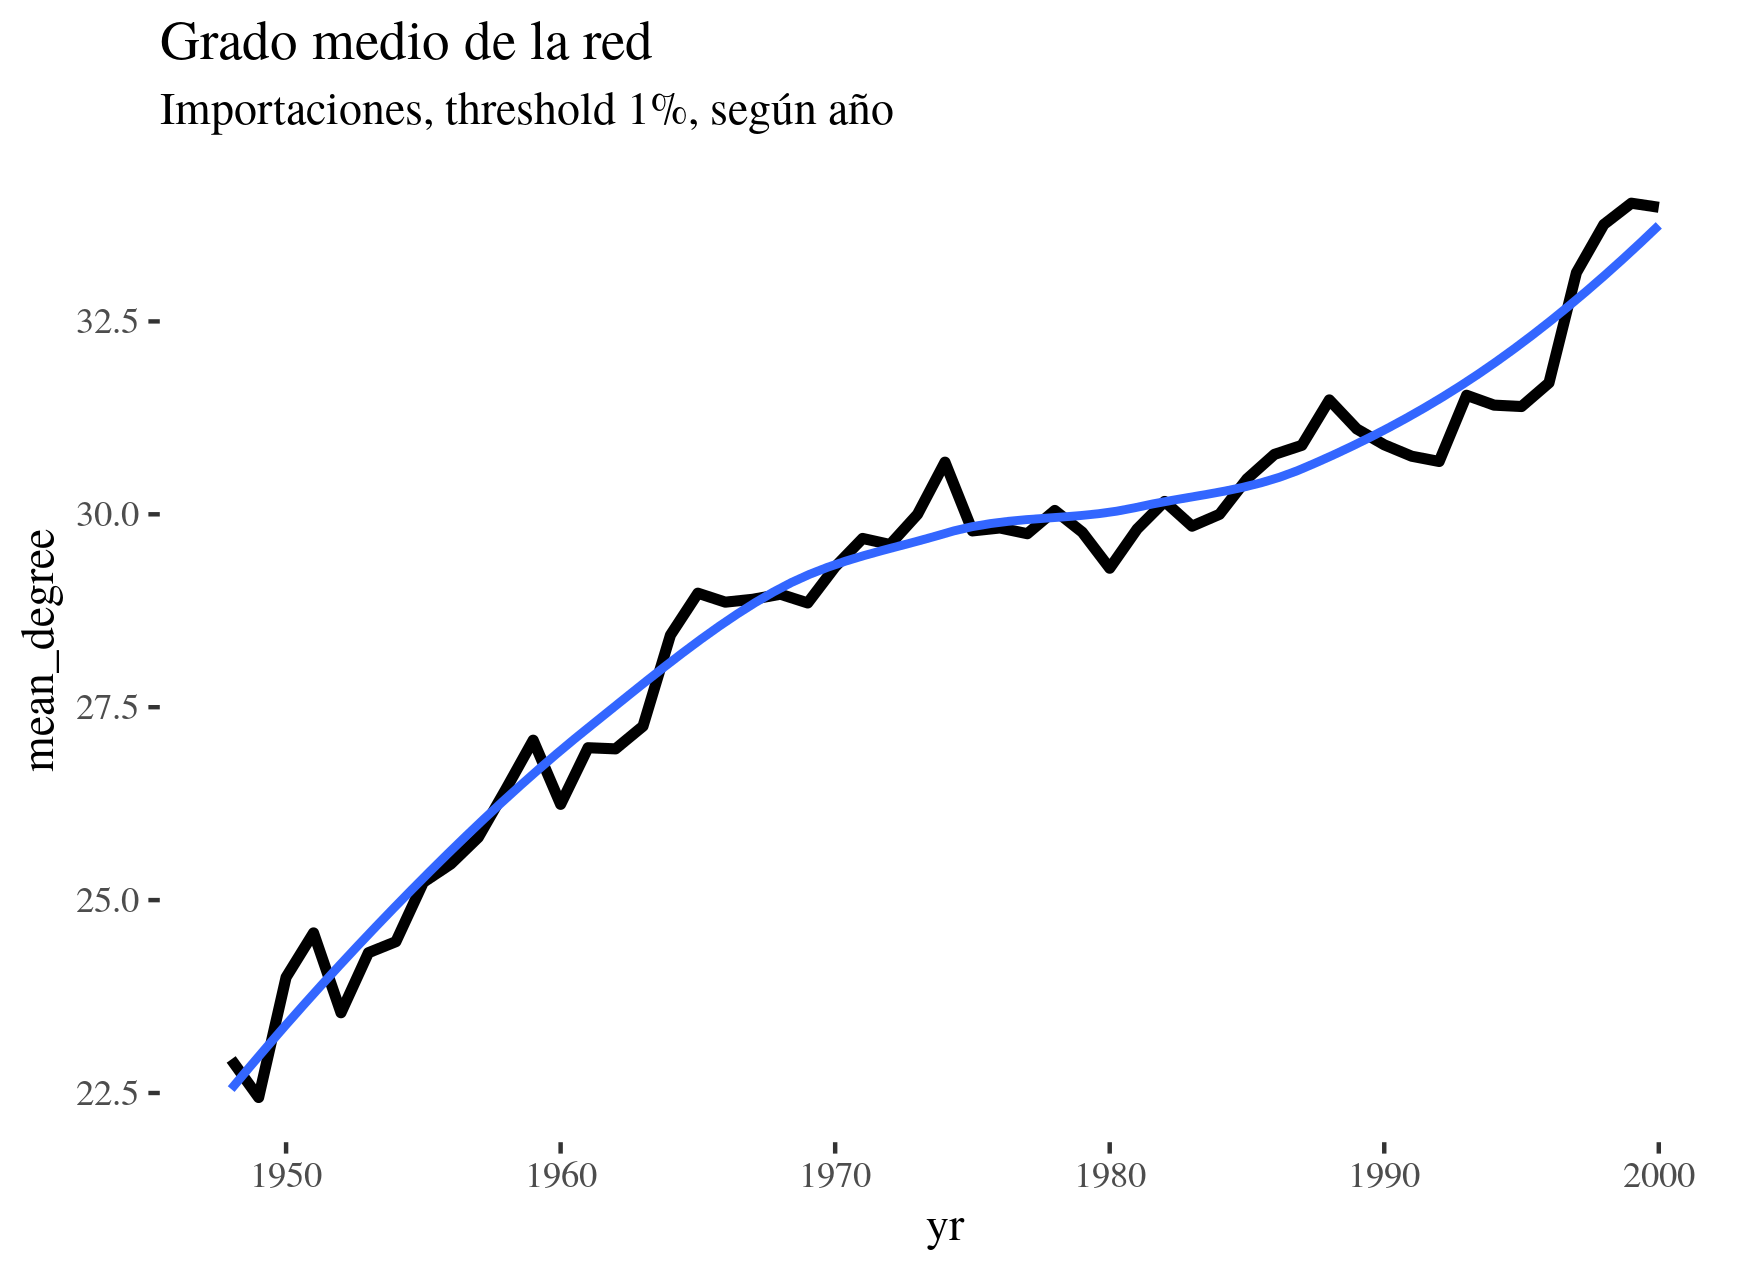 Grado medio de la red
Importaciones, threshold 1%, según año
mean_degree
32.5
30.0
27.5
25.0
22.5
1950 1960 1970 1980 1990 2000
yr